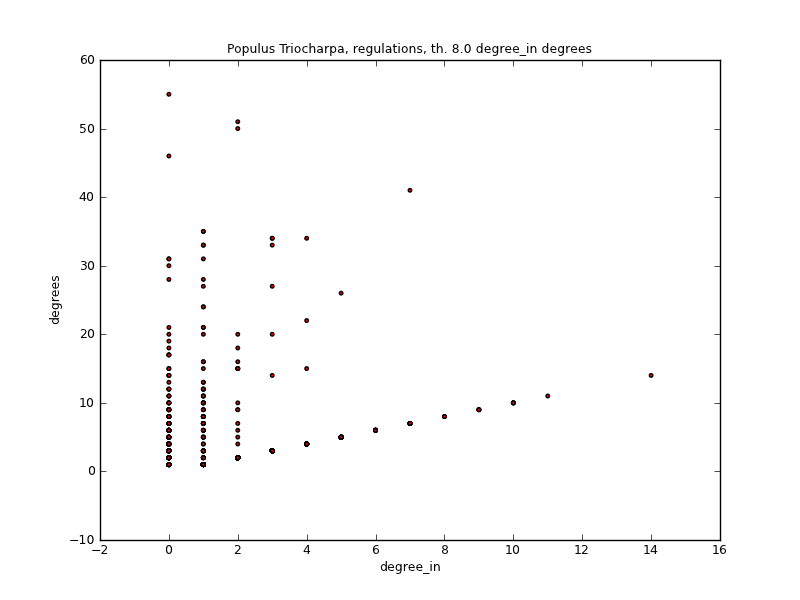 Populus Triocharpa, regulations, th. 8.0 degree_in degrees
60
50
40
30
20
10
0
−10
degrees
−2 0 2 4 6 8 10 12 14 16
degree_in